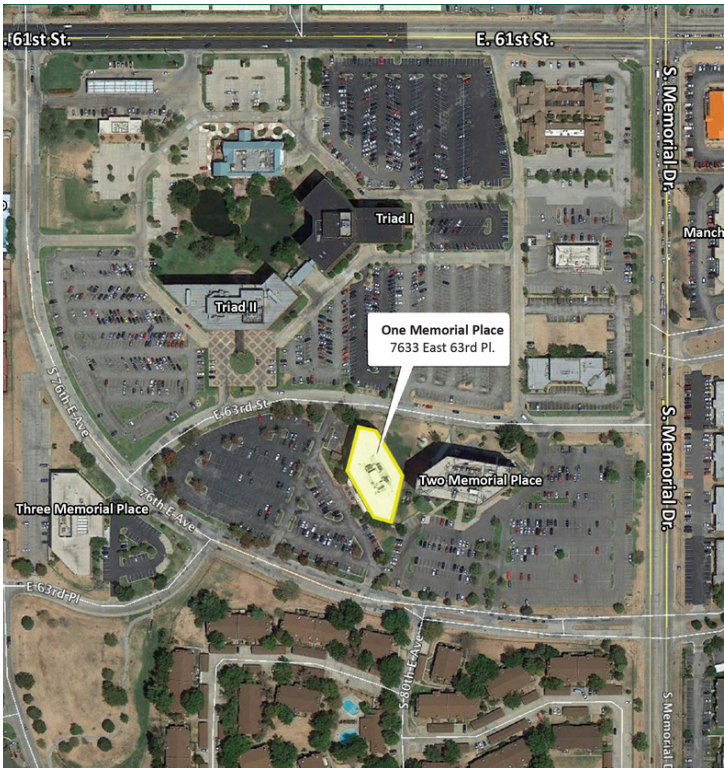 E. 61st St.
E. 61st St.
S. Memorial Dr.
Triad I
Manch
Triad II
One Memorial Place
7633 East 63rd Pl.
S 76th E Ave
E 63rd St
S. Memorial Dr.
Two Memorial Place
76th E Ave
Three Memorial Place
E 63rd Pl
S 80th E Ave
S Memorial D